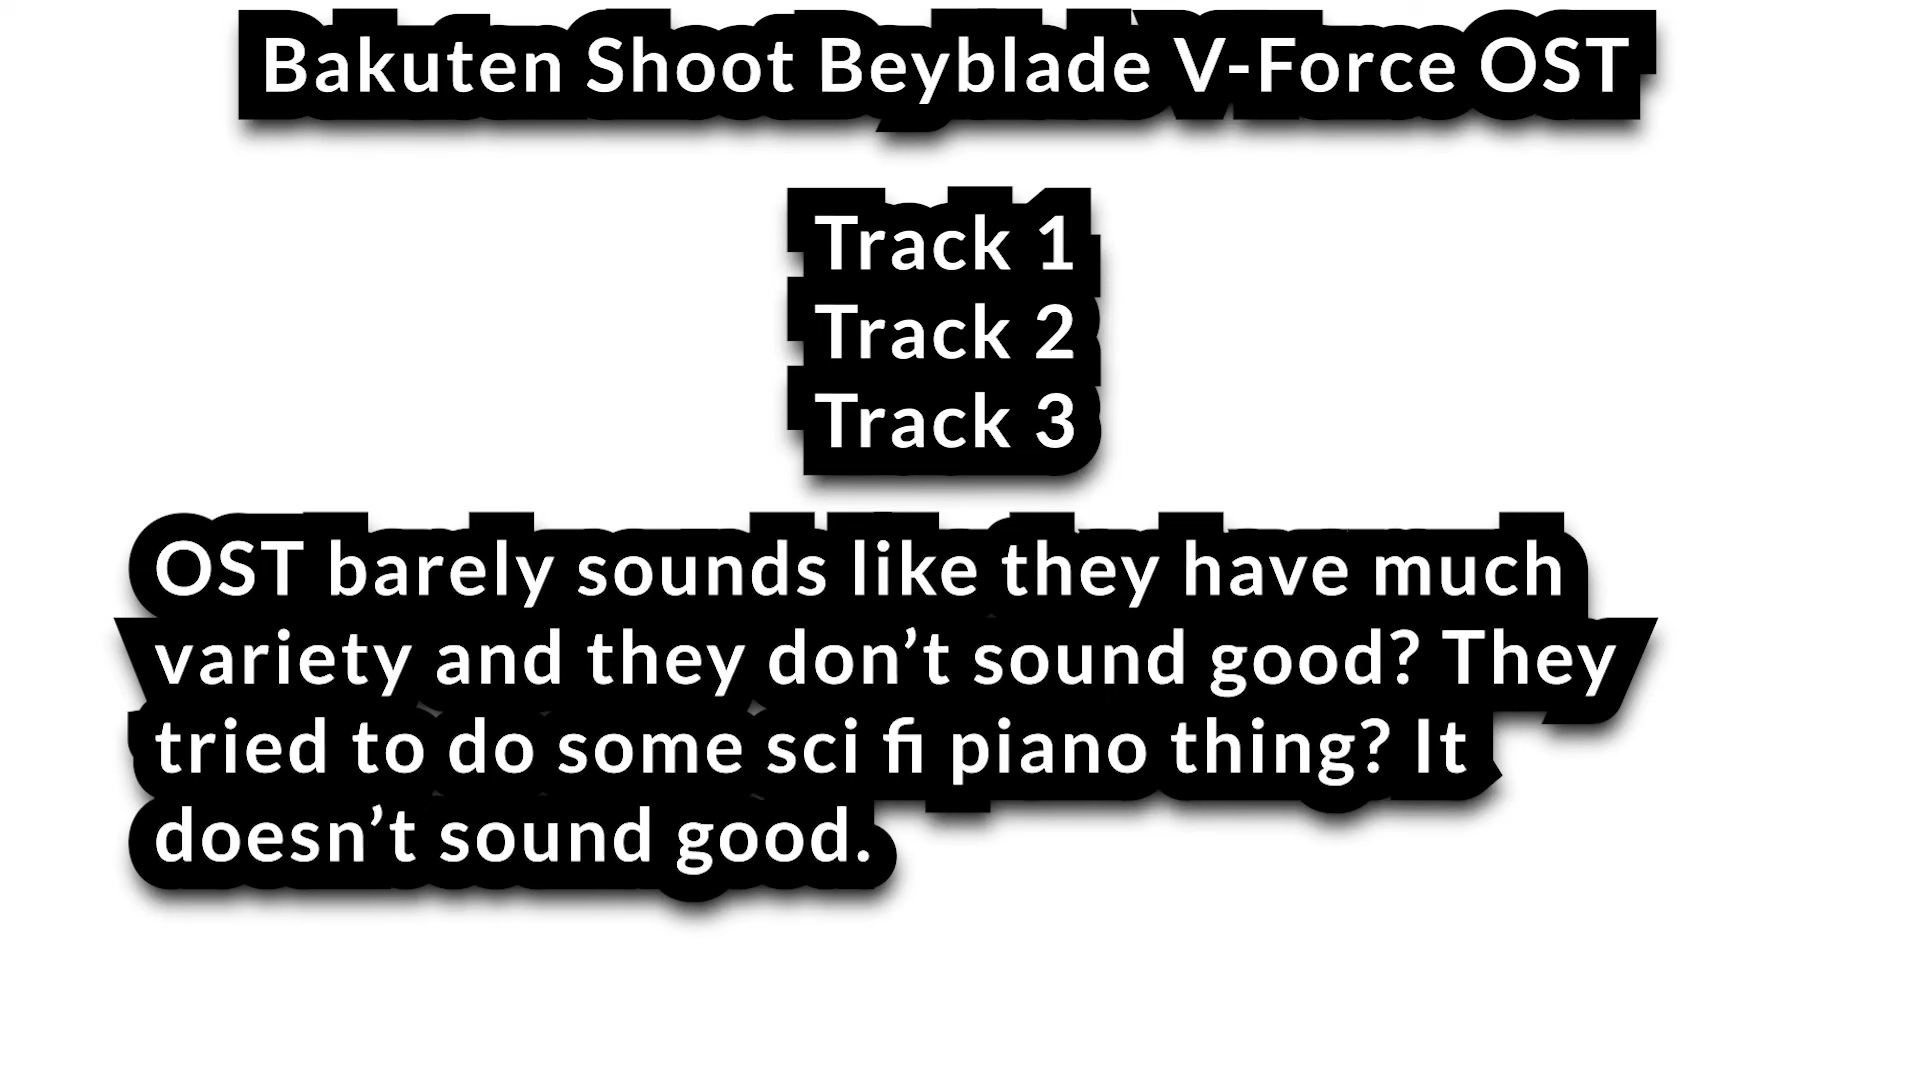 Bakuten Shoot Beyblade V-Force OST
Track 1
Track 2
Track 3
OST barely sounds like they have much
variety and they don’t sound good? They
tried to do some sci fi piano thing? It
doesn’t sound good.